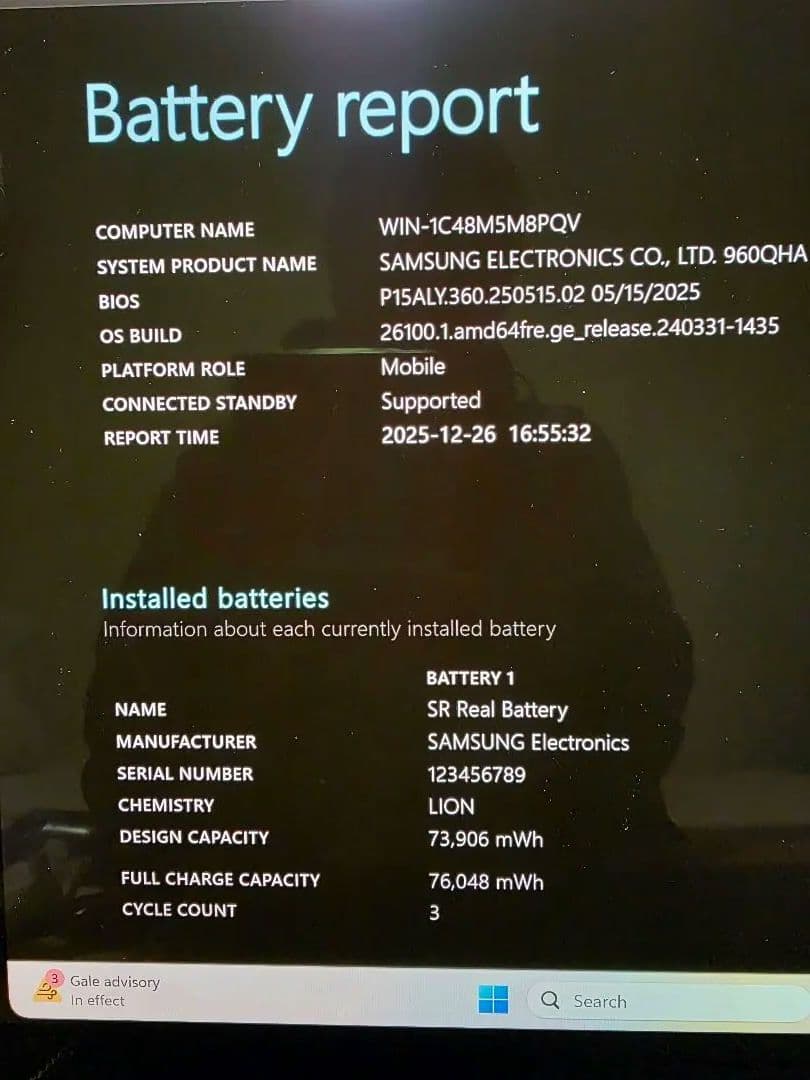 Battery report
COMPUTER NAME WIN-1C48M5M8PQV
SYSTEM PRODUCT NAME SAMSUNG ELECTRONICS CO., LTD. 960QHA
BIOS P15ALY.360.250515.02 05/15/2025
OS BUILD 26100.1.amd64fre.ge_release.240331-1435
PLATFORM ROLE Mobile
CONNECTED STANDBY Supported
REPORT TIME 2025-12-26 16:55:32
Installed batteries
Information about each currently installed battery
BATTERY 1
NAME SR Real Battery
MANUFACTURER SAMSUNG Electronics
SERIAL NUMBER 123456789
CHEMISTRY LION
DESIGN CAPACITY 73,906 mWh
FULL CHARGE CAPACITY 76,048 mWh
CYCLE COUNT 3
3
Gale advisory
In effect
Search